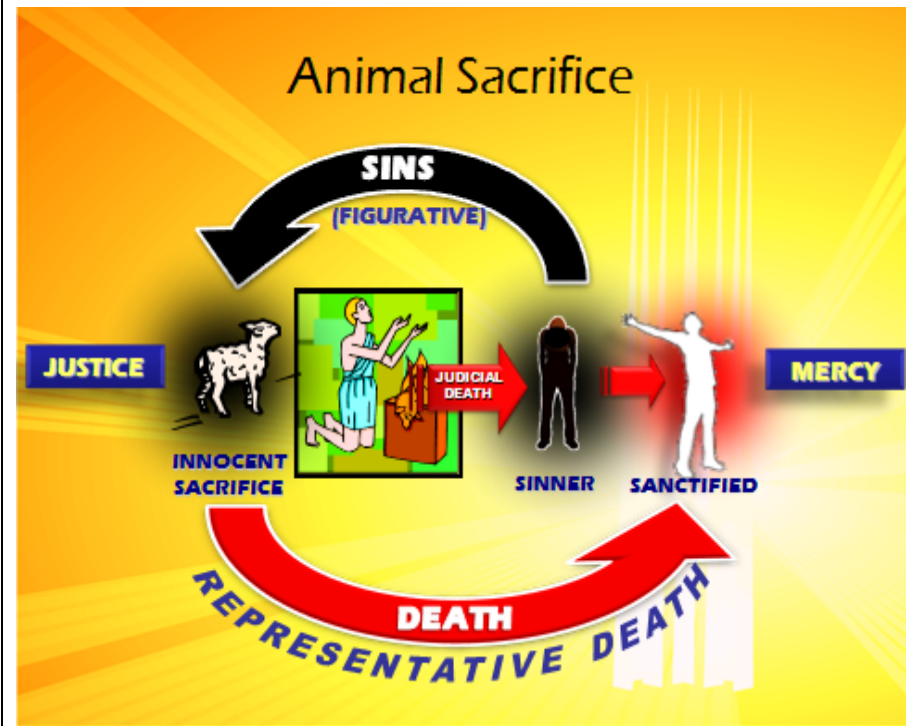 Animal Sacrifice
SINS
(FIGURATIVE)
JUSTICE
JUDICIAL
DEATH
MERCY
INNOCENT
SACRIFICE
SINNER
SANCTIFIED
DEATH
REPRESENTATIVE DEATH